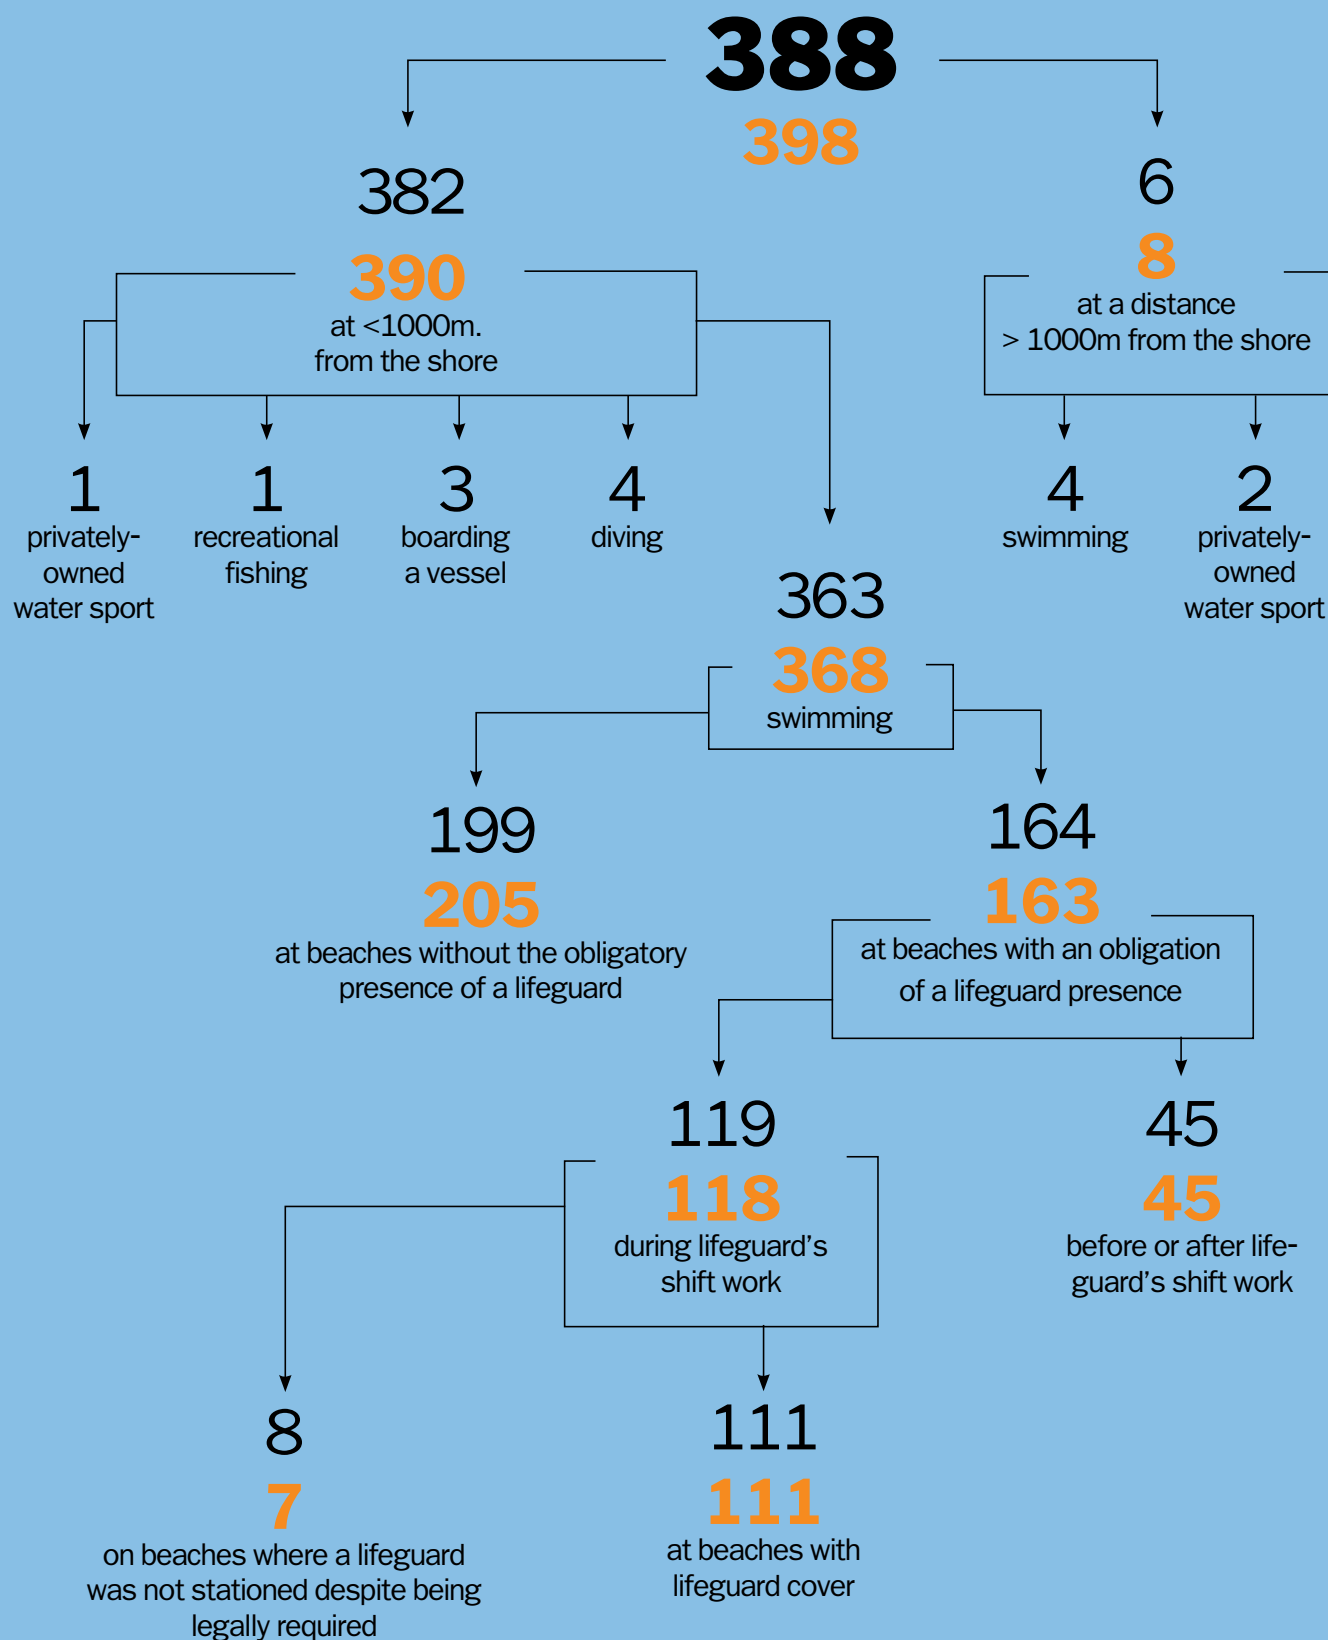 388
398
382
390
at <1000m.
from the shore
6
8
at a distance
> 1000m from the shore
1
privately-
owned
water sport
1
recreational
fishing
3
boarding
a vessel
4
diving
4
swimming
2
privately-
owned
water sport
363
368
swimming
199
205
at beaches without the obligatory
presence of a lifeguard
164
163
at beaches with an obligation
of a lifeguard presence
119
118
during lifeguard's
shift work
45
45
before or after life-
guard's shift work
8
7
on beaches where a lifeguard
was not stationed despite being
legally required
111
111
at beaches with
lifeguard cover